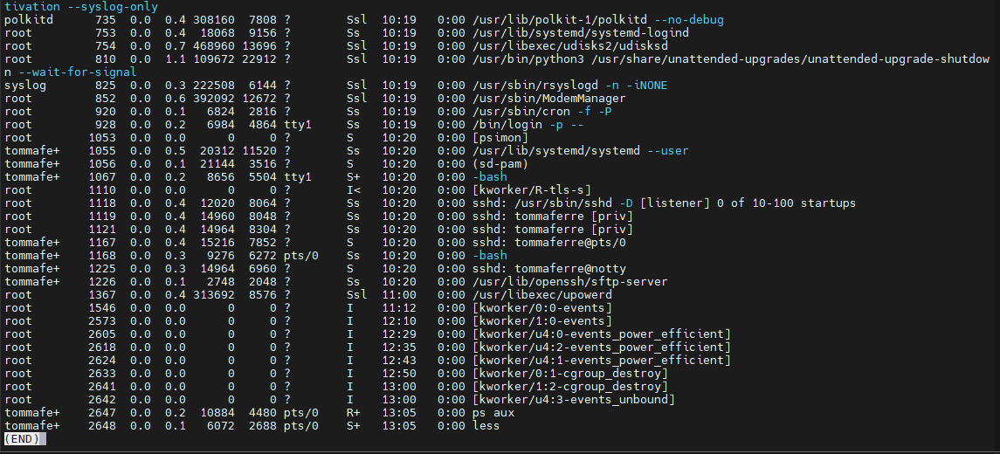 tivation --syslog-only
polkitd      735  0.0  0.4 308160  7808 ?        Ssl  10:19   0:00 /usr/lib/polkit-1/polkitd --no-debug
root         753  0.0  0.4  18068  9156 ?        Ss   10:19   0:00 /usr/lib/systemd/systemd-logind
root         754  0.0  0.7 468960 13696 ?        Ssl  10:19   0:00 /usr/libexec/udisks2/udisksd
root         810  0.0  1.1 109672 22912 ?        Ssl  10:19   0:00 /usr/bin/python3 /usr/share/unattended-upgrades/unattended-upgrade-shutdow
n --wait-for-signal
syslog       825  0.0  0.3 222508  6144 ?        Ssl  10:19   0:00 /usr/sbin/rsyslogd -n -iNONE
root         852  0.0  0.6 392092 12672 ?        Ssl  10:19   0:00 /usr/sbin/ModemManager
root         920  0.0  0.1   6824  2816 ?        Ss   10:19   0:00 /usr/sbin/cron -f -P
root         928  0.0  0.2   6984  4864 tty1     Ss   10:19   0:00 /bin/login -p --
root        1053  0.0  0.0      0     0 ?        S    10:20   0:00 [psimon]
tommafe+    1055  0.0  0.5  20312 11520 ?        Ss   10:20   0:00 /usr/lib/systemd/systemd --user
tommafe+    1056  0.0  0.1  21144  3516 ?        S    10:20   0:00 (sd-pam)
tommafe+    1067  0.0  0.2   8656  5504 tty1     S+   10:20   0:00 -bash
root        1110  0.0  0.0      0     0 ?        I<   10:20   0:00 [kworker/R-tls-s]
root        1118  0.0  0.4  12020  8064 ?        Ss   10:20   0:00 sshd: /usr/sbin/sshd -D [listener] 0 of 10-100 startups
root        1119  0.0  0.4  14960  8048 ?        Ss   10:20   0:00 sshd: tommaferre [priv]
root        1121  0.0  0.4  14964  8304 ?        Ss   10:20   0:00 sshd: tommaferre [priv]
tommafe+    1167  0.0  0.4  15216  7852 ?        S    10:20   0:00 sshd: tommaferre@pts/0
tommafe+    1168  0.0  0.3   9276  6272 pts/0    Ss   10:20   0:00 -bash
tommafe+    1225  0.0  0.3  14964  6960 ?        S    10:20   0:00 sshd: tommaferre@notty
tommafe+    1226  0.0  0.1   2748  2048 ?        Ss   10:20   0:00 /usr/lib/openssh/sftp-server
root        1367  0.0  0.4 313692  8576 ?        Ssl  11:00   0:00 /usr/libexec/upowerd
root        1546  0.0  0.0      0     0 ?        I    11:12   0:00 [kworker/0:0-events]
root        2573  0.0  0.0      0     0 ?        I    12:10   0:00 [kworker/1:0-events]
root        2605  0.0  0.0      0     0 ?        I    12:29   0:00 [kworker/u4:0-events_power_efficient]
root        2618  0.0  0.0      0     0 ?        I    12:35   0:00 [kworker/u4:2-events_power_efficient]
root        2624  0.0  0.0      0     0 ?        I    12:43   0:00 [kworker/u4:1-events_power_efficient]
root        2633  0.0  0.0      0     0 ?        I    12:50   0:00 [kworker/0:1-cgroup_destroy]
root        2641  0.0  0.0      0     0 ?        I    13:00   0:00 [kworker/1:2-cgroup_destroy]
root        2642  0.0  0.0      0     0 ?        I    13:00   0:00 [kworker/u4:3-events_unbound]
tommafe+    2647  0.0  0.2  10884  4480 pts/0    R+   13:05   0:00 ps aux
tommafe+    2648  0.0  0.1   6072  2688 pts/0    S+   13:05   0:00 less
(END)